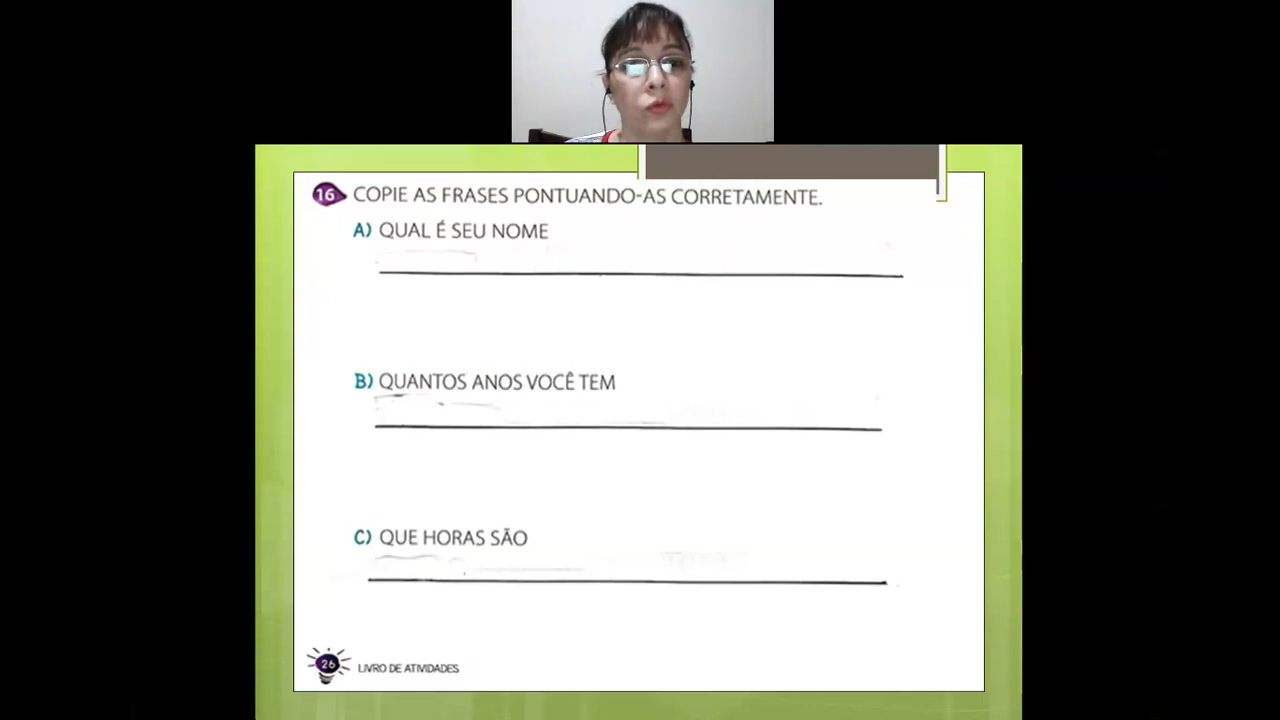 16 COPIE AS FRASES PONTUANDO-AS CORRETAMENTE.
A) QUAL É SEU NOME
B) QUANTOS ANOS VOCÊ TEM
C) QUE HORAS SÃO
26 LIVRO DE ATIVIDADES